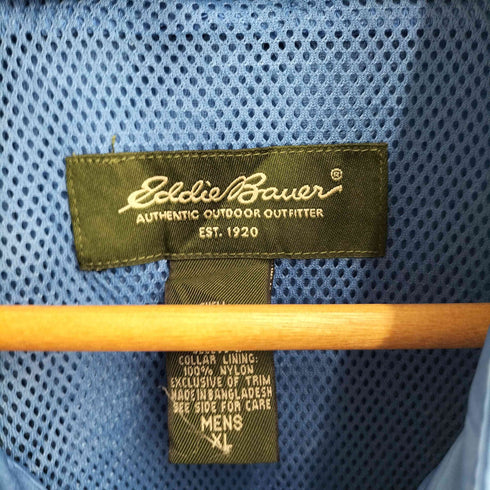 Eddie Bauer®
AUTHENTIC OUTDOOR OUTFITTER
EST. 1920
SHELL
COLLAR LINING:
100% NYLON
EXCLUSIVE OF TRIM
MADE IN BANGLADESH
SEE SIDE FOR CARE
MENS
XL